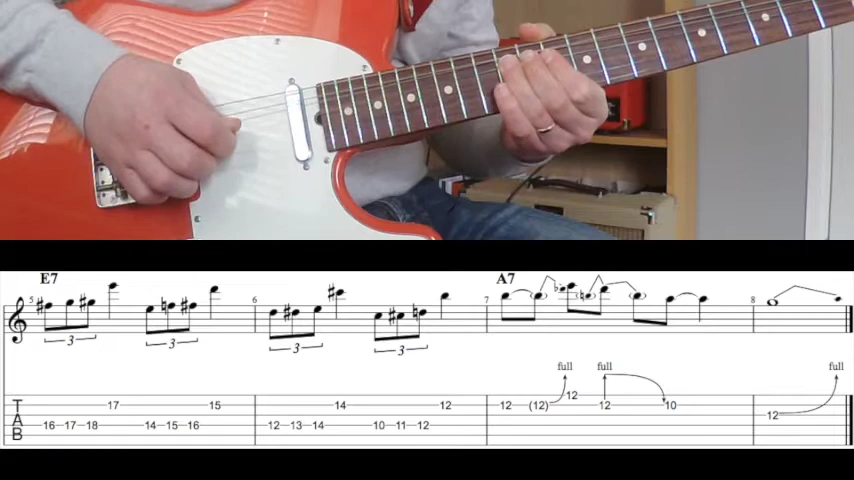 E7 A7
5 6 7 8
3 3 3 3
full full full
17 15 14 12 12 (12) 12 12 10
T
A 16 17 18 14 15 16 12 13 14 10 11 12 12
B